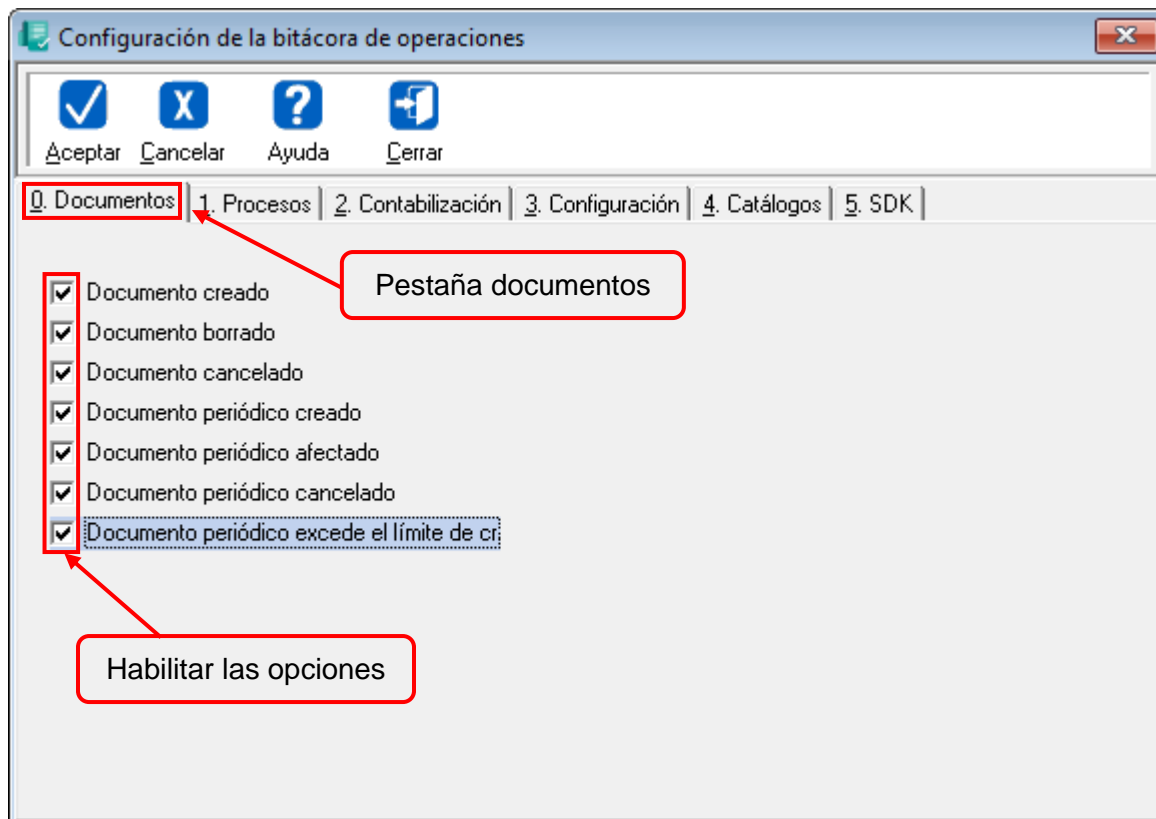 Configuración de la bitácora de operaciones
Aceptar Cancelar Ayuda Cerrar
0. Documentos 1. Procesos 2. Contabilización 3. Configuración 4. Catálogos 5. SDK
Pestaña documentos
Documento creado
Documento borrado
Documento cancelado
Documento periódico creado
Documento periódico afectado
Documento periódico cancelado
Documento periódico excede el límite de cr
Habilitar las opciones